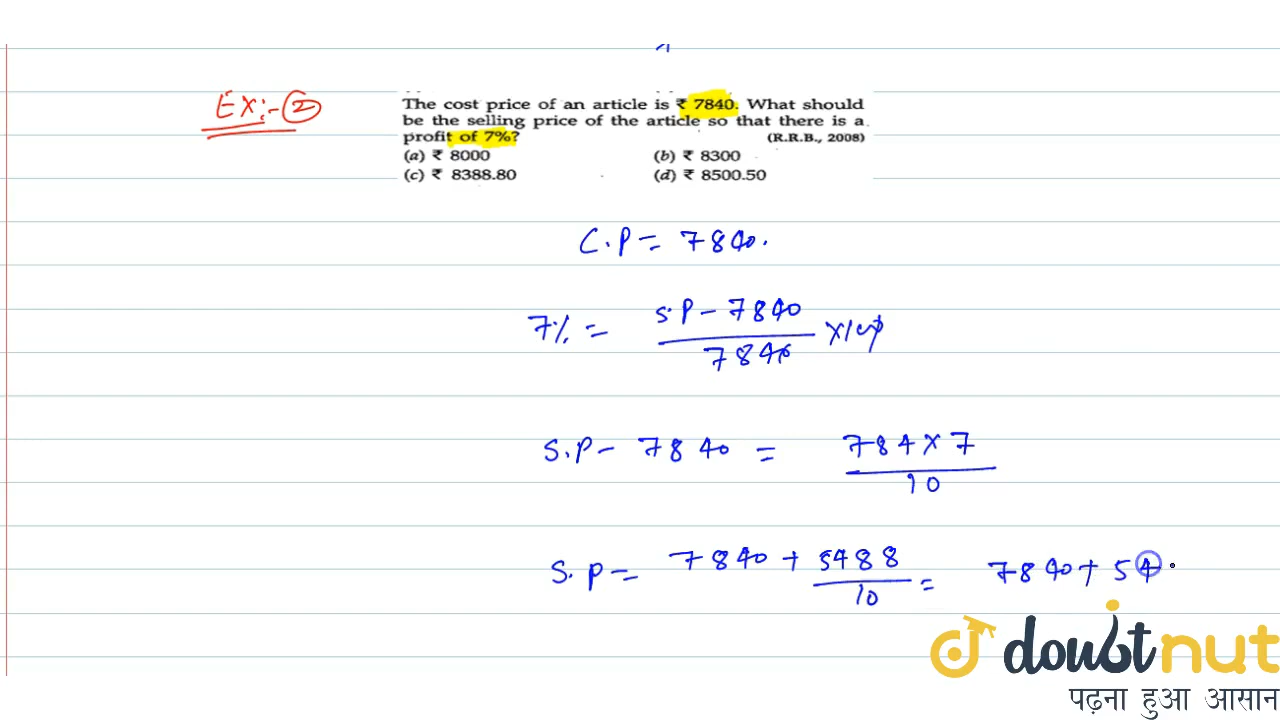 EX:- 2
The cost price of an article is ₹ 7840. What should
be the selling price of the article so that there is a
profit of 7%?
(R.R.B., 2008)
(a) ₹ 8000 (b) ₹ 8300
(c) ₹ 8388.80 (d) ₹ 8500.50
C.P = 7840.
7% = S.P - 7840 / 7840 × 100
S.P - 7840 = 784 × 7 / 10
S.P = 7840 + 5488 / 10 = 7840 + 54
doubtnut
पढ़ना हुआ आसान